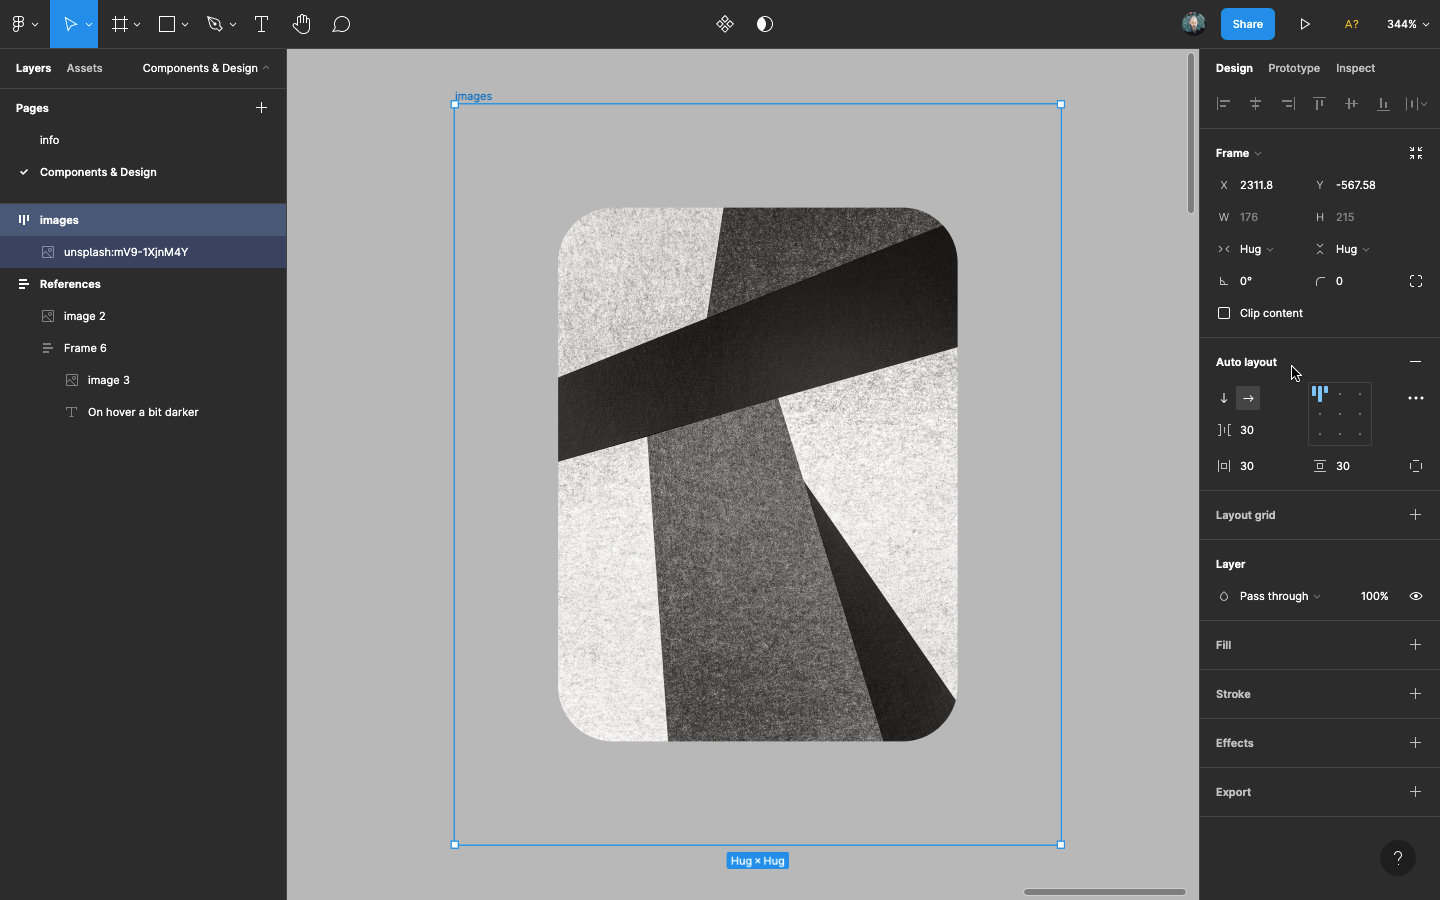 Share
A?
344%
Layers
Assets
Components & Design
Pages
info
Components & Design
images
unsplash:mV9-1XjnM4Y
References
image 2
Frame 6
image 3
On hover a bit darker
images
Hug × Hug
Design
Prototype
Inspect
Frame
X 2311.8 Y -567.58
W 176 H 215
Hug Hug
0° 0
Clip content
Auto layout
30
30 30
Layout grid
Layer
Pass through 100%
Fill
Stroke
Effects
Export
?